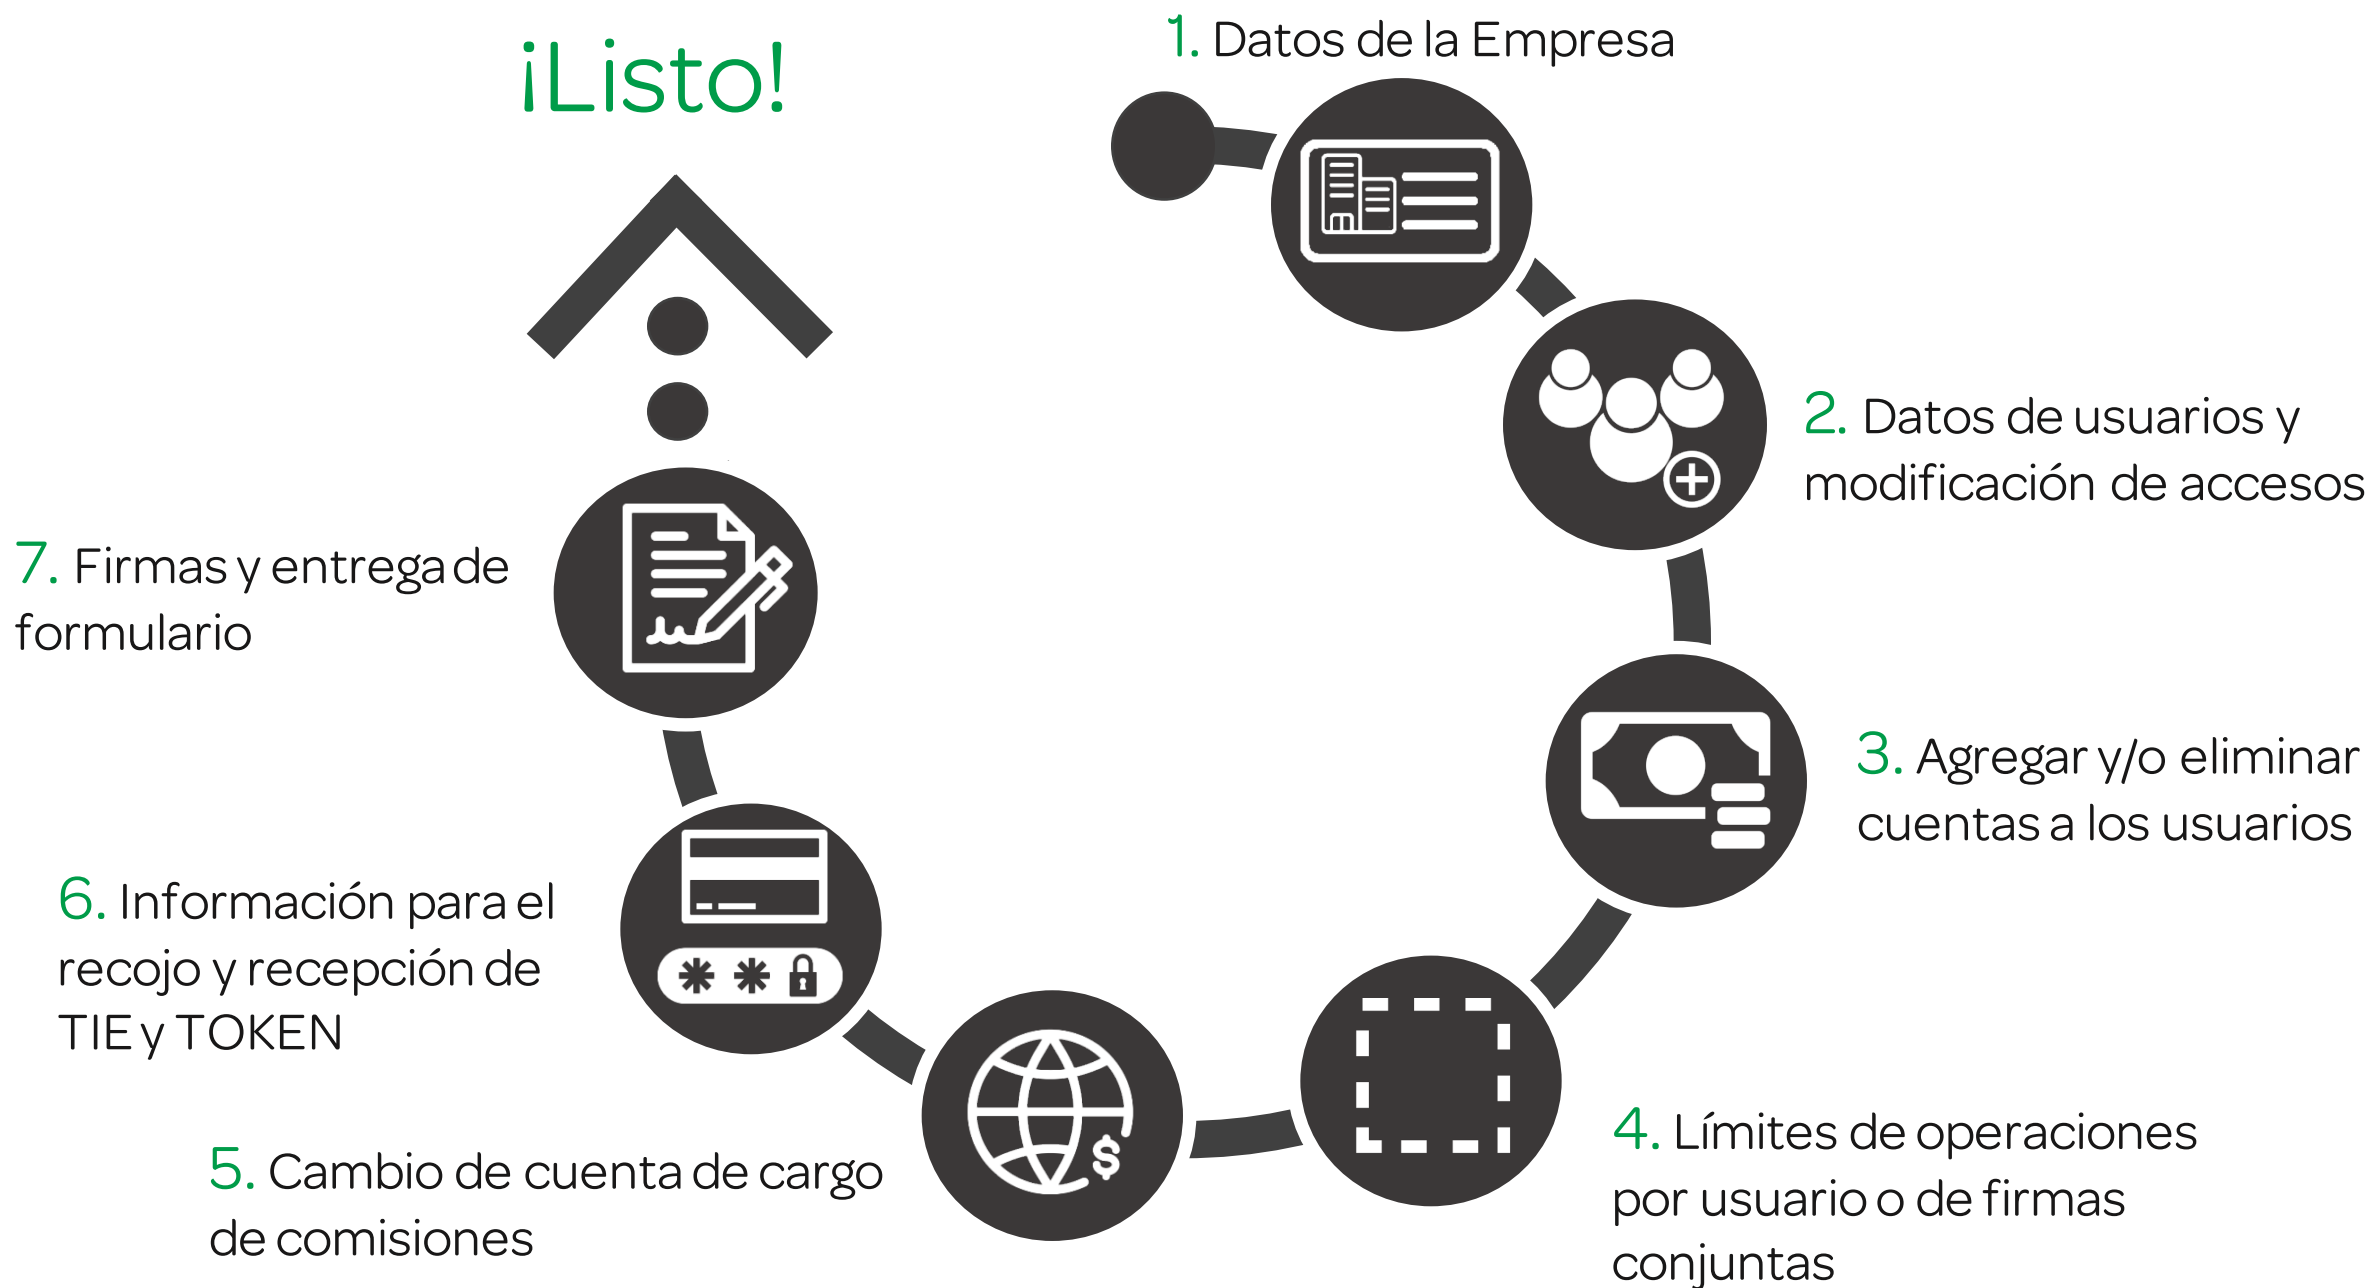 ¡Listo!
1. Datos de la Empresa
2. Datos de usuarios y
modificación de accesos
3. Agregar y/o eliminar
cuentas a los usuarios
4. Límites de operaciones
por usuario o de firmas
conjuntas
5. Cambio de cuenta de cargo
de comisiones
6. Información para el
recojo y recepción de
TIE y TOKEN
7. Firmas y entrega de
formulario